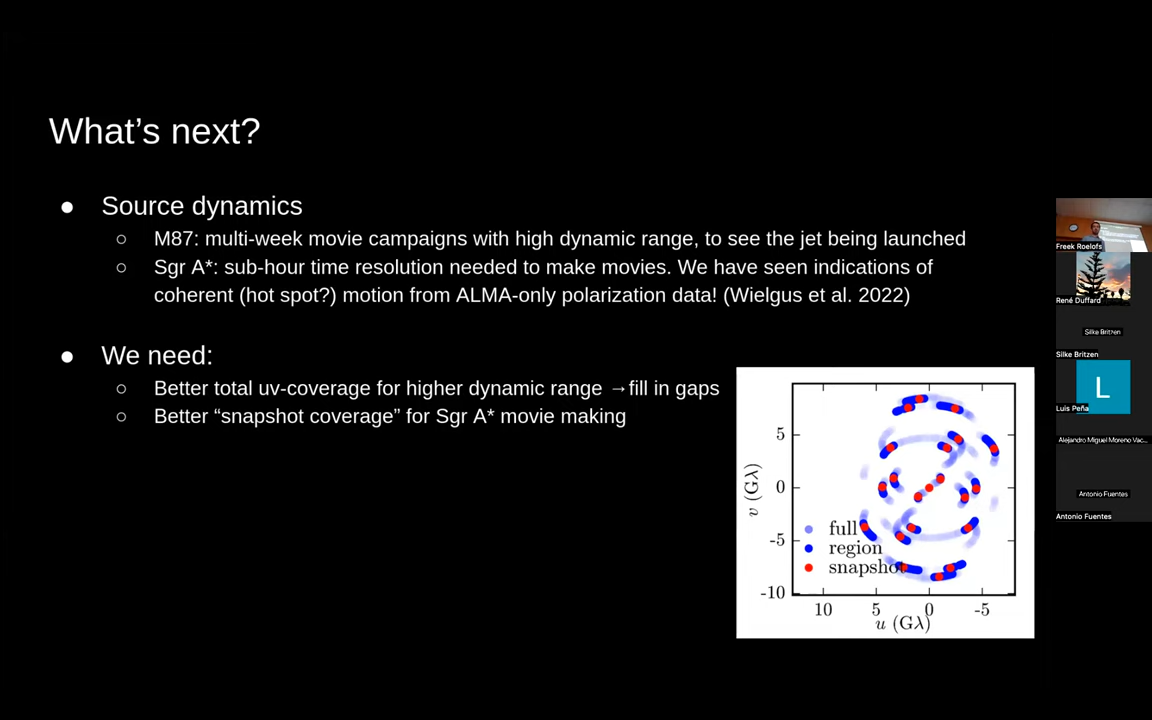 What’s next?
● Source dynamics
○ M87: multi-week movie campaigns with high dynamic range, to see the jet being launched
○ Sgr A*: sub-hour time resolution needed to make movies. We have seen indications of
coherent (hot spot?) motion from ALMA-only polarization data! (Wielgus et al. 2022)
● We need:
○ Better total uv-coverage for higher dynamic range →fill in gaps
○ Better “snapshot coverage” for Sgr A* movie making
5
0
-5
-10
v (Gλ)
full
region
snapshot
10 5 0 -5
u (Gλ)
Freek Roelofs
René Duffard
Silke Britzen
Silke Britzen
L
Luis Peña
Alejandro Miguel Moreno Vac...
Antonio Fuentes
Antonio Fuentes